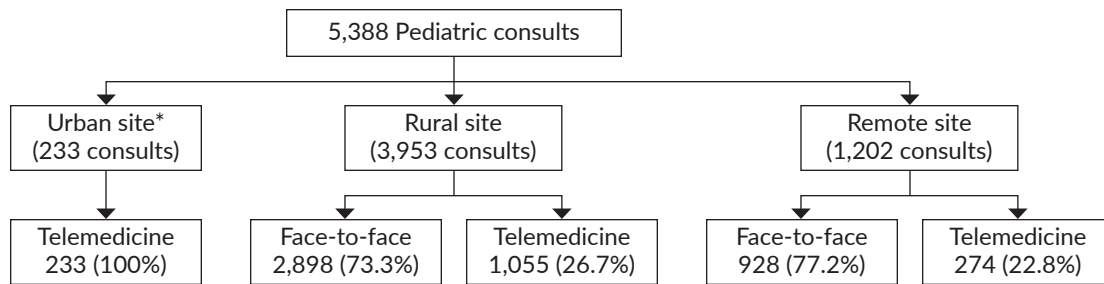 5,388 Pediatric consults
Urban site*
(233 consults)
Rural site
(3,953 consults)
Remote site
(1,202 consults)
Telemedicine
233 (100%)
Face-to-face
2,898 (73.3%)
Telemedicine
1,055 (26.7%)
Face-to-face
928 (77.2%)
Telemedicine
274 (22.8%)